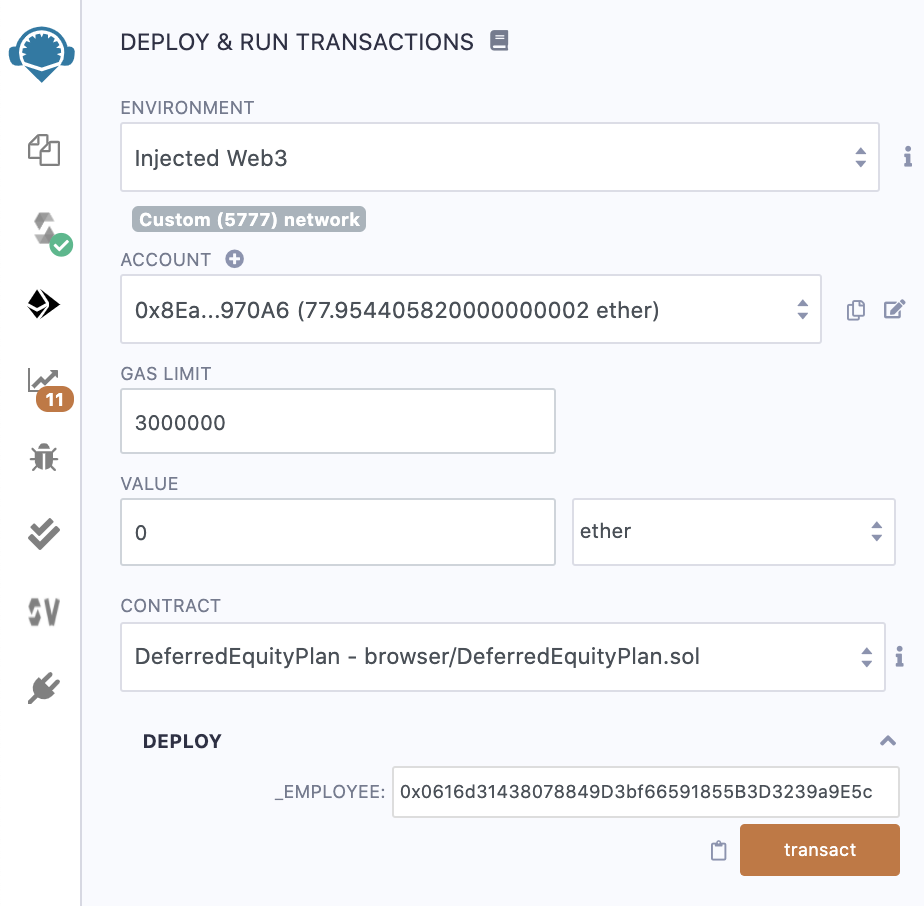 DEPLOY & RUN TRANSACTIONS
ENVIRONMENT
Injected Web3
Custom (5777) network
ACCOUNT
0x8Ea...970A6 (77.954405820000000002 ether)
GAS LIMIT
11
3000000
VALUE
0
ether
CONTRACT
DeferredEquityPlan - browser/DeferredEquityPlan.sol
DEPLOY
_EMPLOYEE: 0x0616d31438078849D3bf66591855B3D3239a9E5c
transact